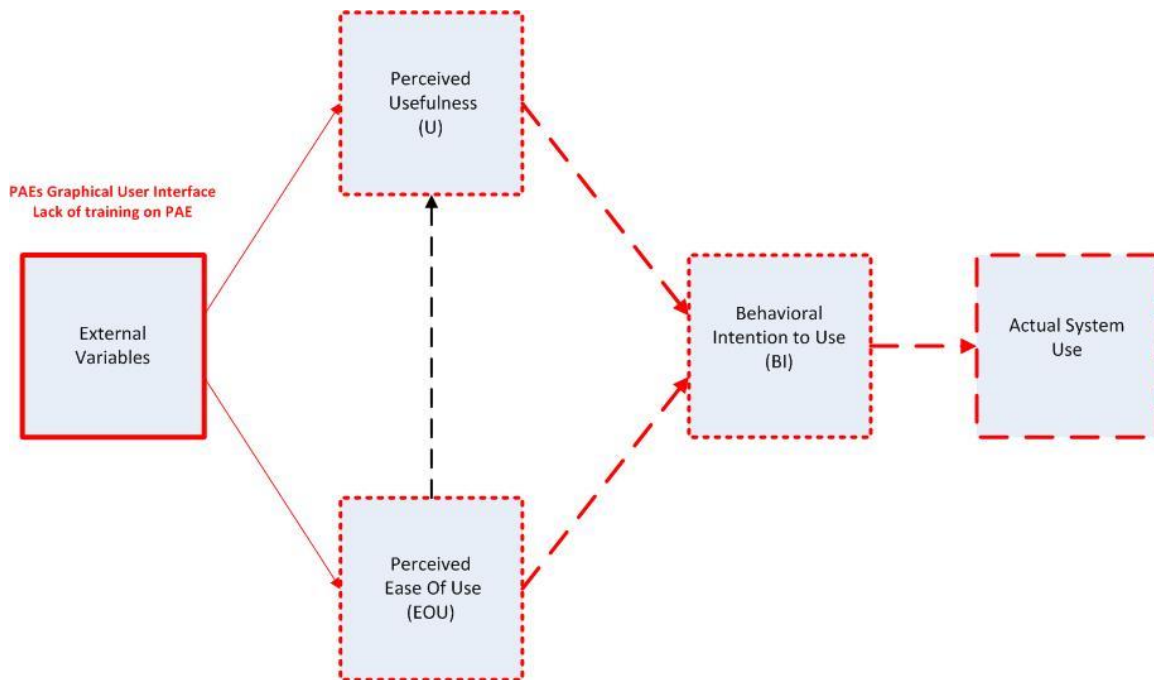 Perceived
Usefulness
(U)
PAEs Graphical User Interface
Lack of training on PAE
External
Variables
Behavioral
Intention to Use
(BI)
Actual System
Use
Perceived
Ease Of Use
(EOU)